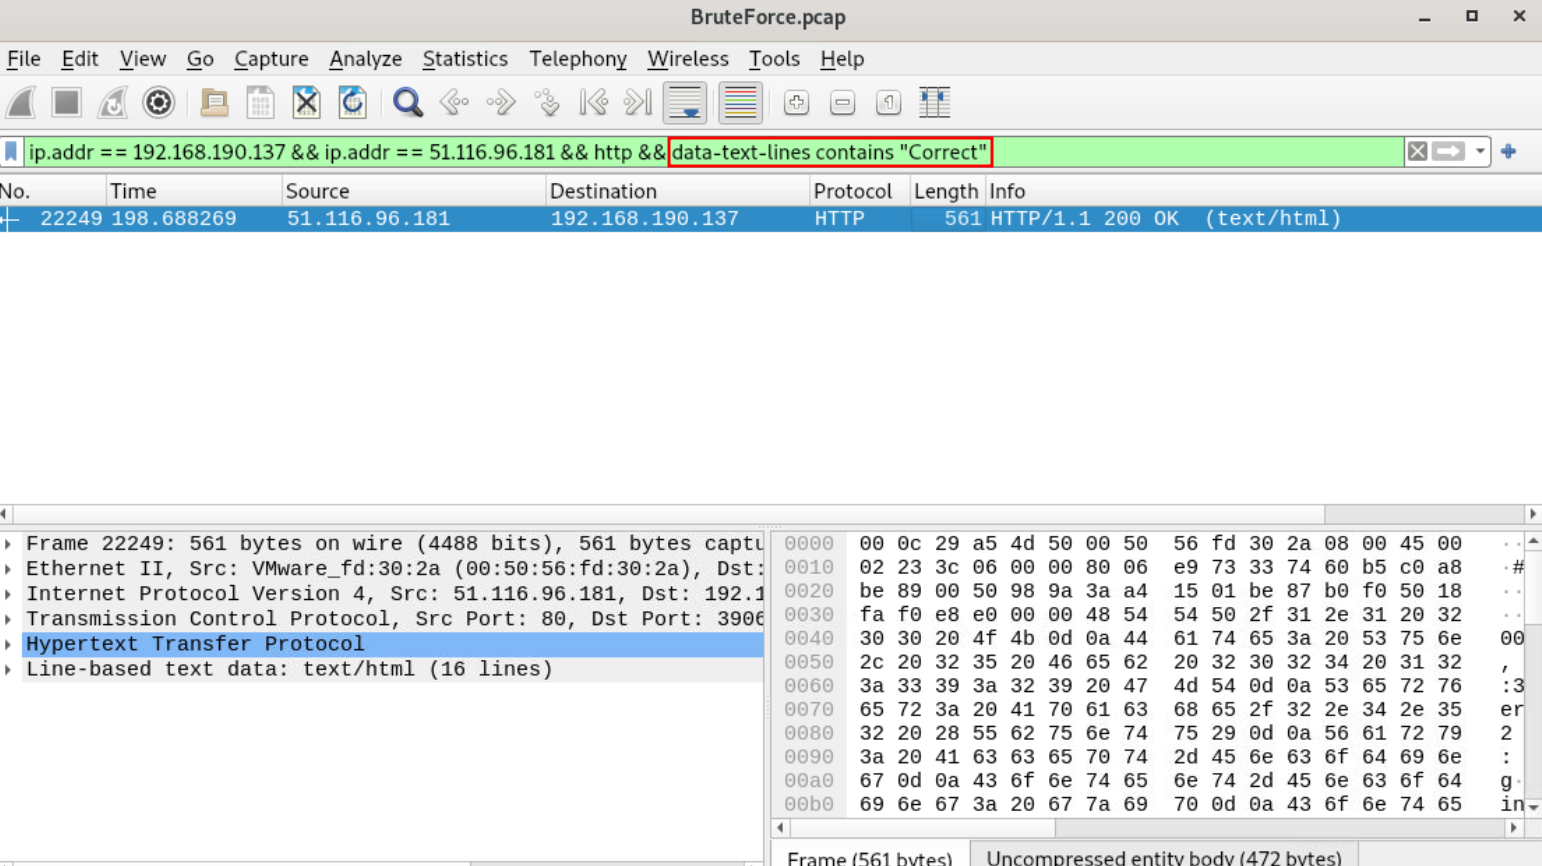 BruteForce.pcap
File Edit View Go Capture Analyze Statistics Telephony Wireless Tools Help
ip.addr == 192.168.190.137 && ip.addr == 51.116.96.181 && http && data-text-lines contains "Correct"
No. Time Source Destination Protocol Length Info
22249 198.688269 51.116.96.181 192.168.190.137 HTTP 561 HTTP/1.1 200 OK (text/html)
Frame 22249: 561 bytes on wire (4488 bits), 561 bytes captu
Ethernet II, Src: VMware_fd:30:2a (00:50:56:fd:30:2a), Dst:
Internet Protocol Version 4, Src: 51.116.96.181, Dst: 192.1
Transmission Control Protocol, Src Port: 80, Dst Port: 3906
Hypertext Transfer Protocol
Line-based text data: text/html (16 lines)
0000 00 0c 29 a5 4d 50 00 50 56 fd 30 2a 08 00 45 00 ··
0010 02 23 3c 06 00 00 80 06 e9 73 33 74 60 b5 c0 a8 ·#
0020 be 89 00 50 98 9a 3a a4 15 01 be 87 b0 f0 50 18 ··
0030 fa f0 e8 e0 00 00 48 54 54 50 2f 31 2e 31 20 32 ··
0040 30 30 20 4f 4b 0d 0a 44 61 74 65 3a 20 53 75 6e 00
0050 2c 20 32 35 20 46 65 62 20 32 30 32 34 20 31 32 ,
0060 3a 33 39 3a 32 39 20 47 4d 54 0d 0a 53 65 72 76 :3
0070 65 72 3a 20 41 70 61 63 68 65 2f 32 2e 34 2e 35 er
0080 32 20 28 55 62 75 6e 74 75 29 0d 0a 56 61 72 79 2
0090 3a 20 41 63 63 65 70 74 2d 45 6e 63 6f 64 69 6e :
00a0 67 0d 0a 43 6f 6e 74 65 6e 74 2d 45 6e 63 6f 64 g·
00b0 69 6e 67 3a 20 67 7a 69 70 0d 0a 43 6f 6e 74 65 in
Frame (561 bytes) Uncompressed entity body (472 bytes)